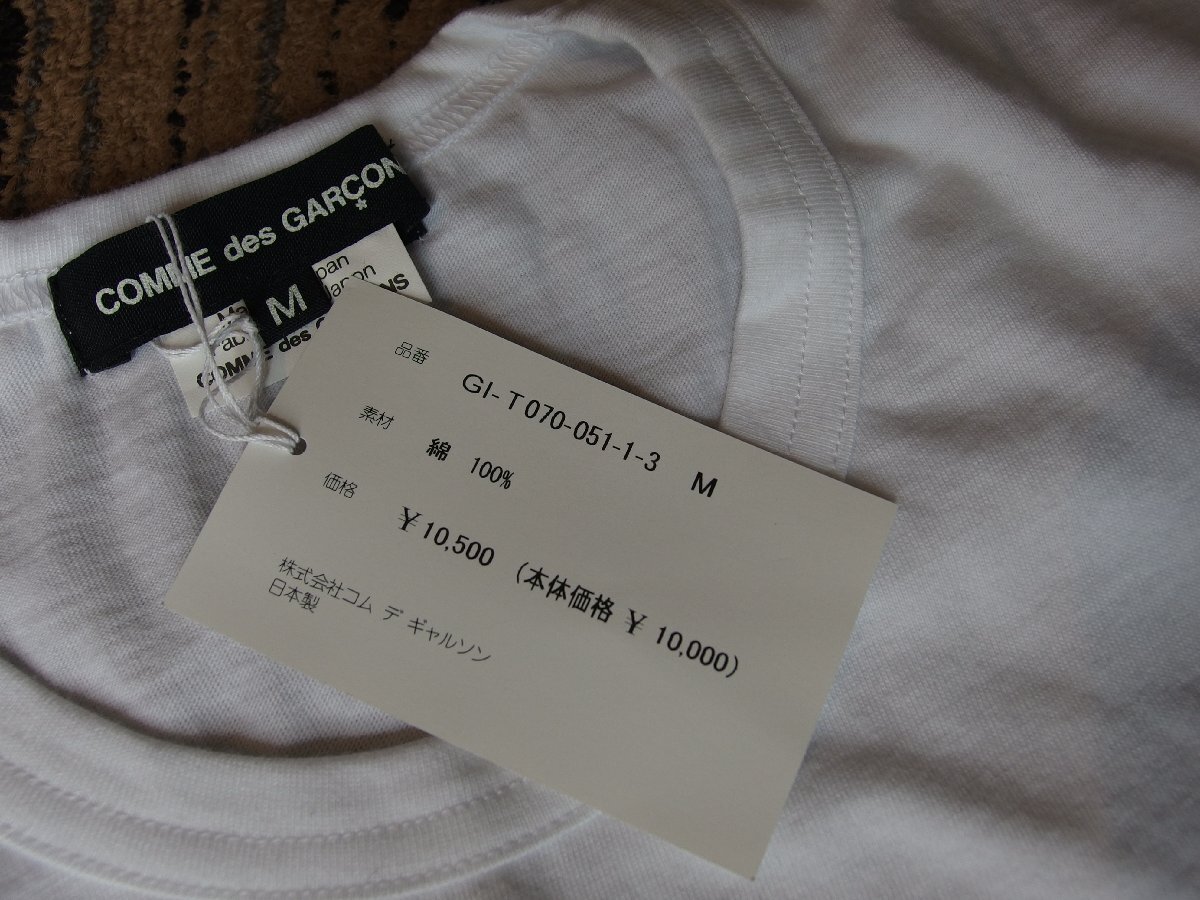 COMME des GARÇON
M
COMME des
品番
GI-T070-051-1-3 M
素材
綿 100%
価格
¥10,500 (本体価格 ¥ 10,000)
株式会社コム デ ギャルソン
日本製